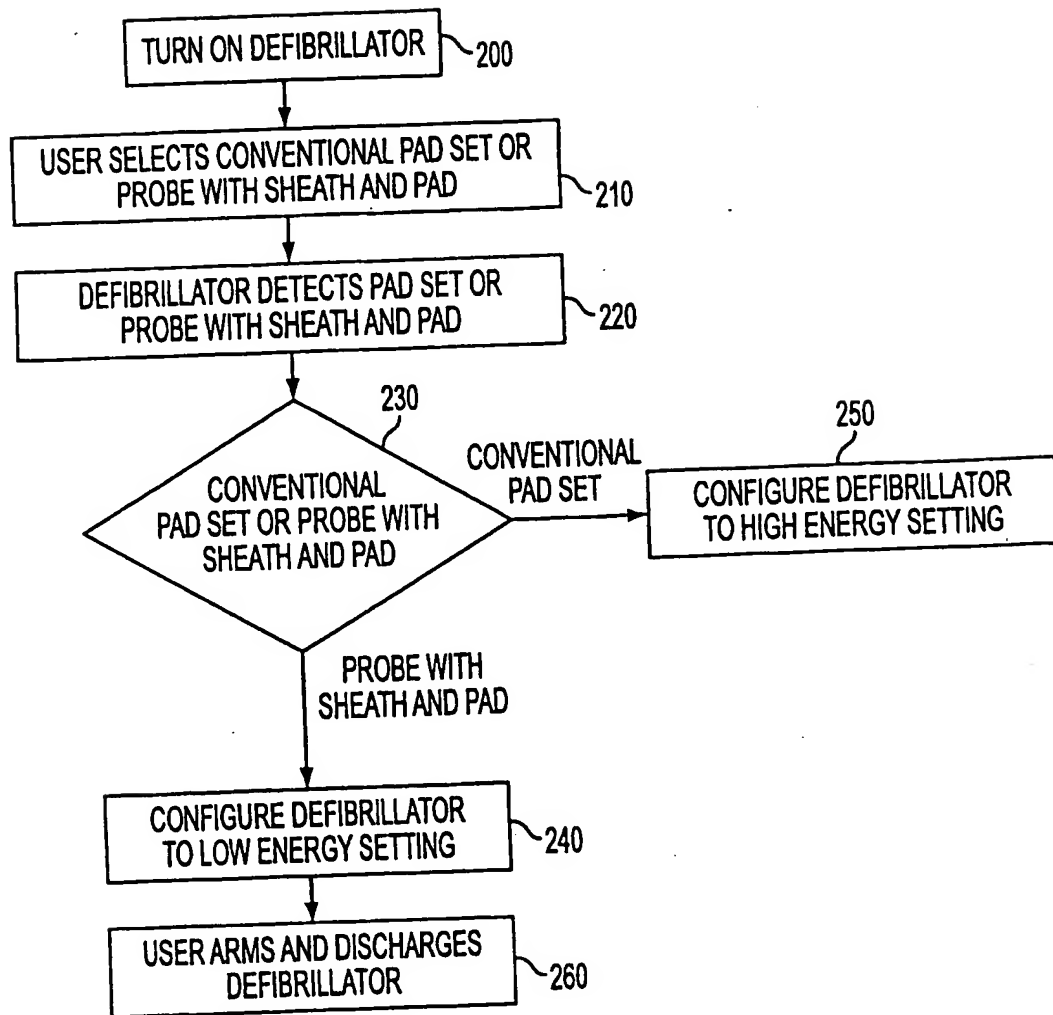 TURN ON DEFIBRILLATOR
200
USER SELECTS CONVENTIONAL PAD SET OR
PROBE WITH SHEATH AND PAD
210
DEFIBRILLATOR DETECTS PAD SET OR
PROBE WITH SHEATH AND PAD
220
230
CONVENTIONAL
PAD SET OR PROBE WITH
SHEATH AND PAD
CONVENTIONAL
PAD SET
250
CONFIGURE DEFIBRILLATOR
TO HIGH ENERGY SETTING
PROBE WITH
SHEATH AND PAD
CONFIGURE DEFIBRILLATOR
TO LOW ENERGY SETTING
240
USER ARMS AND DISCHARGES
DEFIBRILLATOR
260